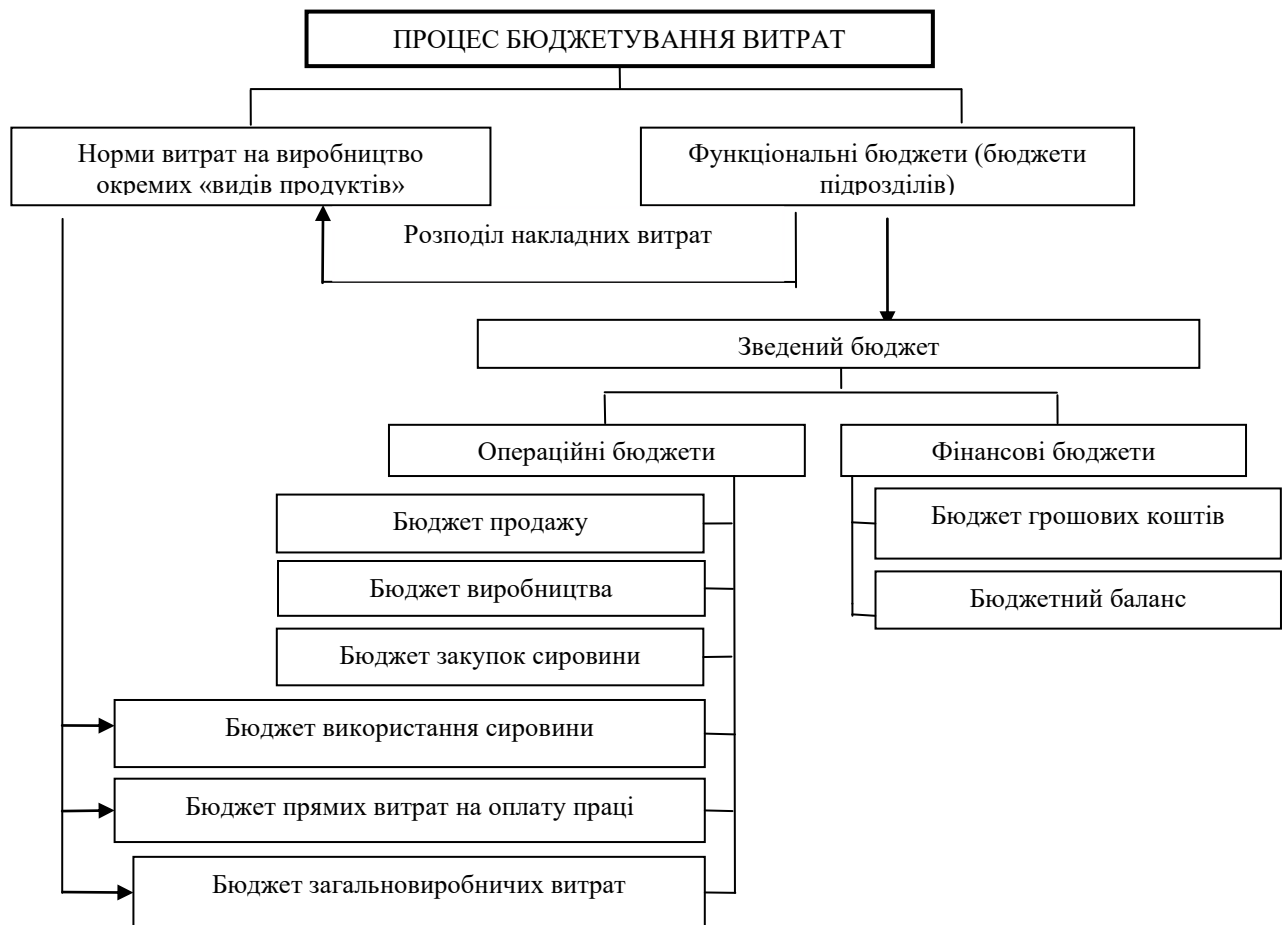 ПРОЦЕС БЮДЖЕТУВАННЯ ВИТРАТ
Норми витрат на виробництво
окремих «видів продуктів»
Функціональні бюджети (бюджети
підрозділів)
Розподіл накладних витрат
Зведений бюджет
Операційні бюджети
Фінансові бюджети
Бюджет продажу
Бюджет грошових коштів
Бюджет виробництва
Бюджетний баланс
Бюджет закупок сировини
Бюджет використання сировини
Бюджет прямих витрат на оплату праці
Бюджет загальновиробничих витрат